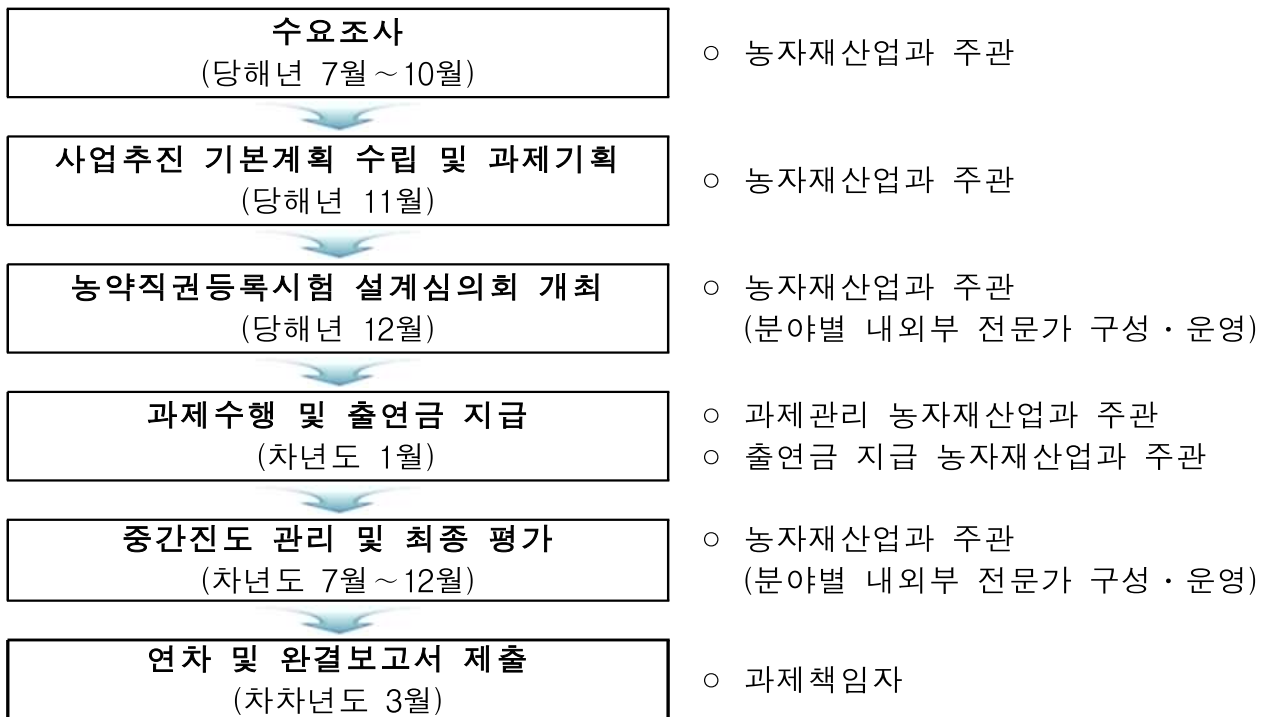 수요조사
(당해년 7월～10월)
○ 농자재산업과 주관
사업추진 기본계획 수립 및 과제기획
(당해년 11월)
○ 농자재산업과 주관
농약직권등록시험 설계심의회 개최
(당해년 12월)
○ 농자재산업과 주관
(분야별 내외부 전문가 구성·운영)
과제수행 및 출연금 지급
(차년도 1월)
○ 과제관리 농자재산업과 주관
○ 출연금 지급 농자재산업과 주관
중간진도 관리 및 최종 평가
(차년도 7월～12월)
○ 농자재산업과 주관
(분야별 내외부 전문가 구성·운영)
연차 및 완결보고서 제출
(차차년도 3월)
○ 과제책임자